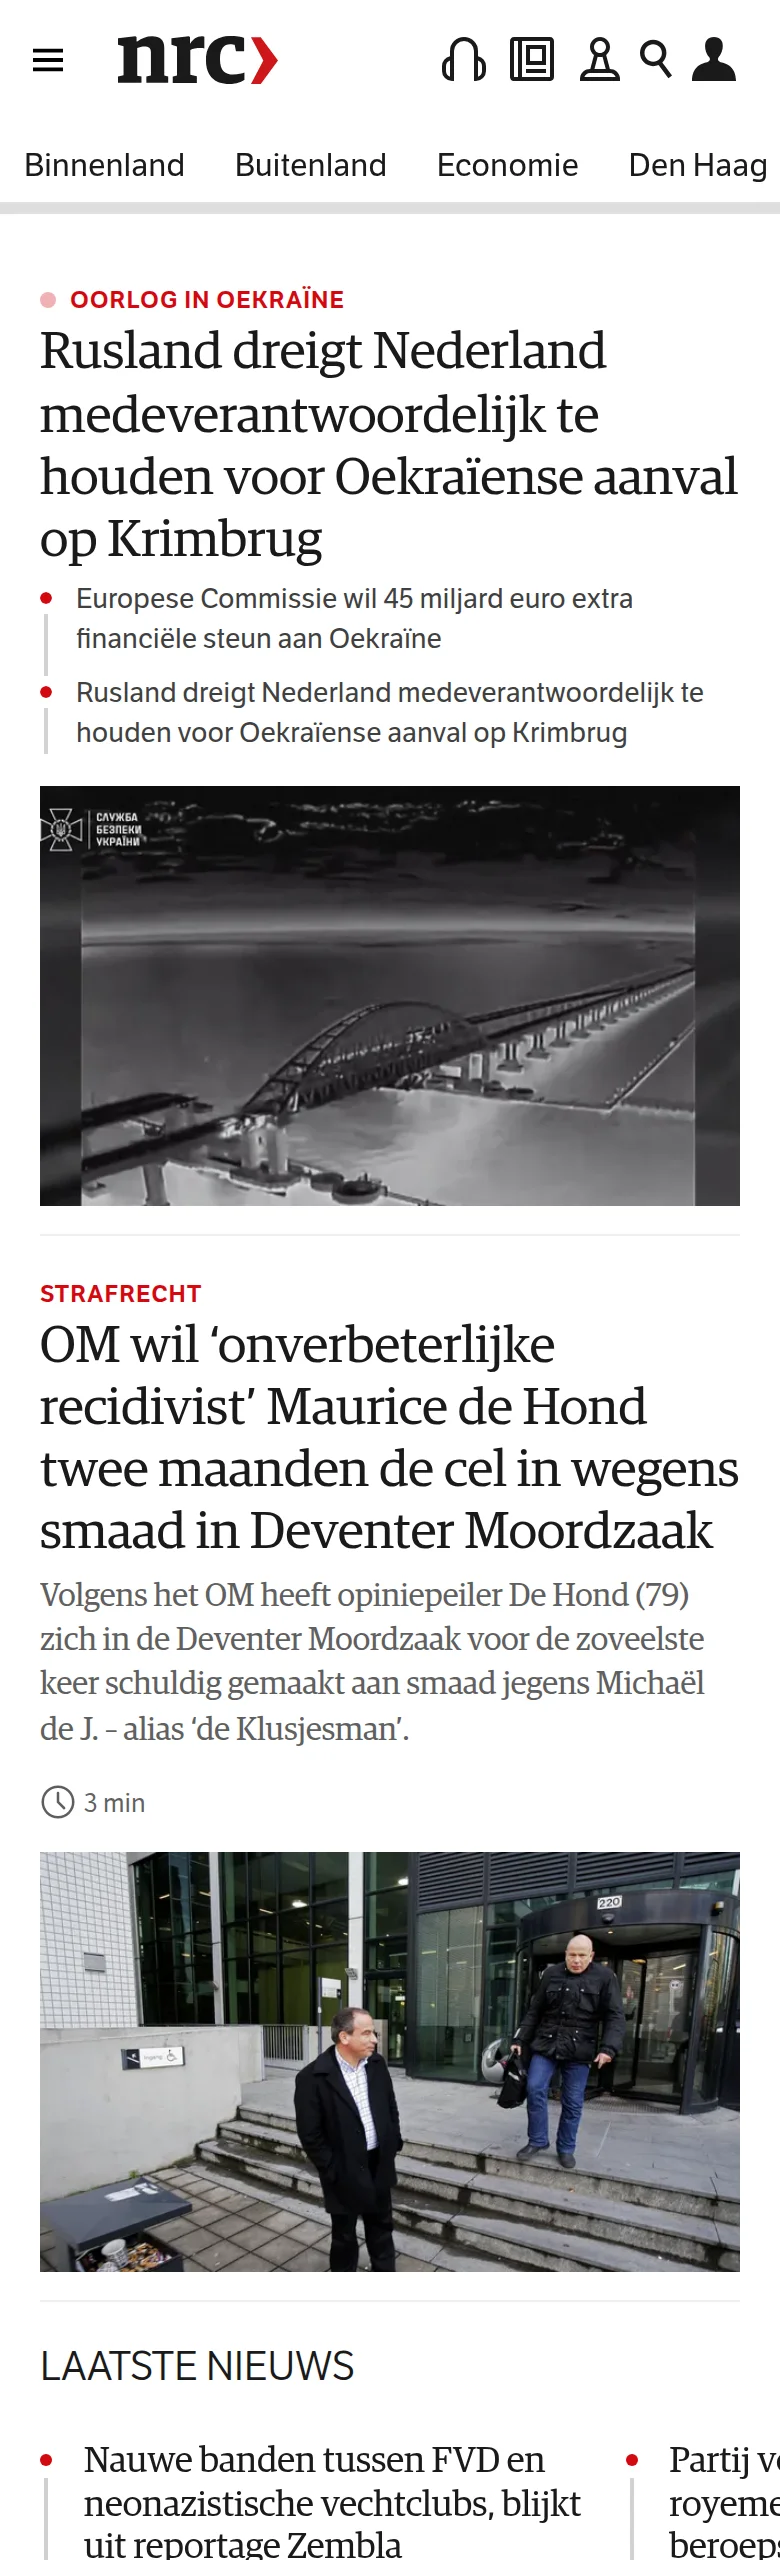 nrc
Binnenland Buitenland Economie Den Haag
OORLOG IN OEKRAÏNE
Rusland dreigt Nederland
medeverantwoordelijk te
houden voor Oekraïense aanval
op Krimbrug
Europese Commissie wil 45 miljard euro extra
financiële steun aan Oekraïne
Rusland dreigt Nederland medeverantwoordelijk te
houden voor Oekraïense aanval op Krimbrug
СЛУЖБА
БЕЗПЕКИ
УКРАЇНИ
STRAFRECHT
OM wil ‘onverbeterlijke
recidivist’ Maurice de Hond
twee maanden de cel in wegens
smaad in Deventer Moordzaak
Volgens het OM heeft opiniepeiler De Hond (79)
zich in de Deventer Moordzaak voor de zoveelste
keer schuldig gemaakt aan smaad jegens Michaël
de J. – alias ‘de Klusjesman’.
3 min
220
LAATSTE NIEUWS
Nauwe banden tussen FVD en
neonazistische vechtclubs, blijkt
uit reportage Zembla
Partij v
royeme
beroeps